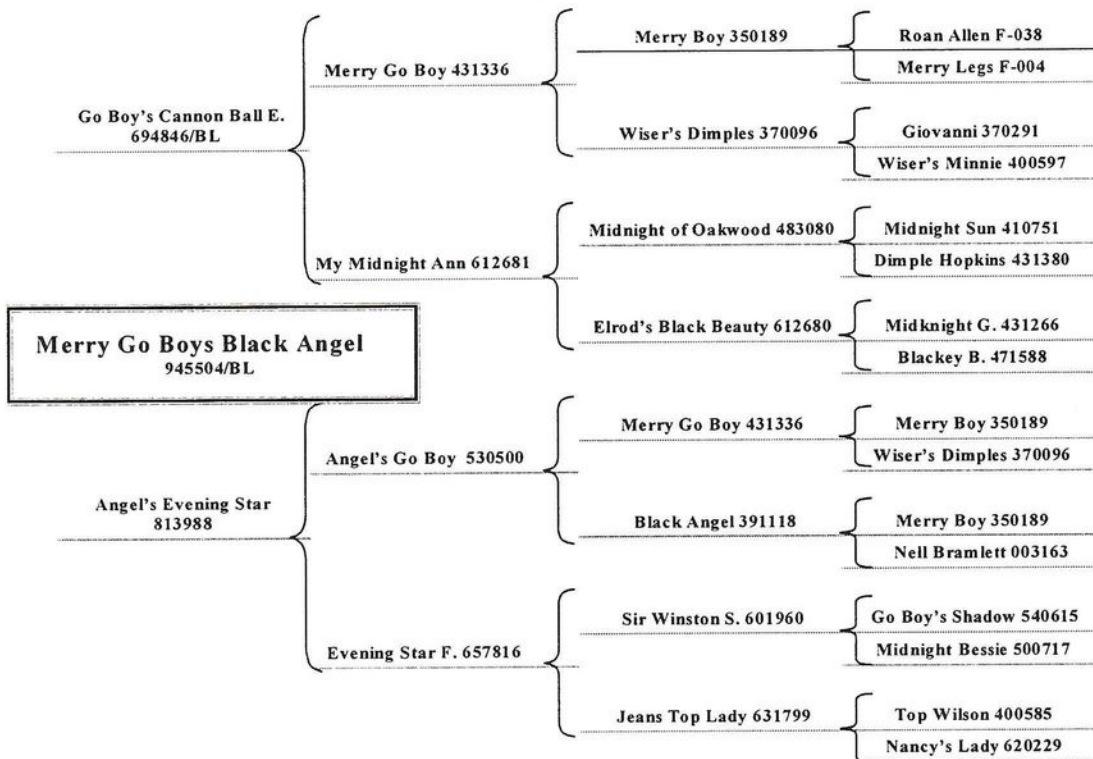 Merry Boy 350189
Roan Allen F-038
Merry Legs F-004
Merry Go Boy 431336
Wiser's Dimples 370096
Giovanni 370291
Wiser's Minnie 400597
Go Boy's Cannon Ball E.
694846/BL
Midnight of Oakwood 483080
Midnight Sun 410751
Dimple Hopkins 431380
My Midnight Ann 612681
Elrod's Black Beauty 612680
Midknight G. 431266
Blackey B. 471588
Merry Go Boys Black Angel
945504/BL
Merry Go Boy 431336
Merry Boy 350189
Wiser's Dimples 370096
Angel's Go Boy 530500
Black Angel 391118
Merry Boy 350189
Nell Bramlett 003163
Angel's Evening Star
813988
Sir Winston S. 601960
Go Boy's Shadow 540615
Midnight Bessie 500717
Evening Star F. 657816
Jeans Top Lady 631799
Top Wilson 400585
Nancy's Lady 620229